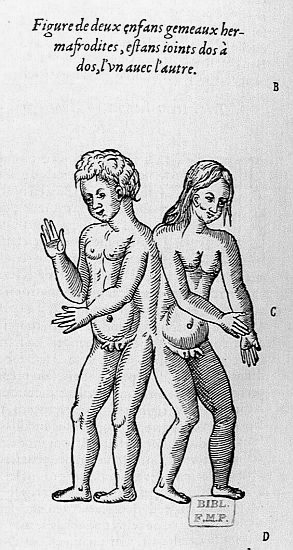 Figure de deux enfans gemeaux her-
mafrodites, estans ioints dos à
dos, l'vn auec l'autre.
B
C
BIBL.
F.M.P.
D